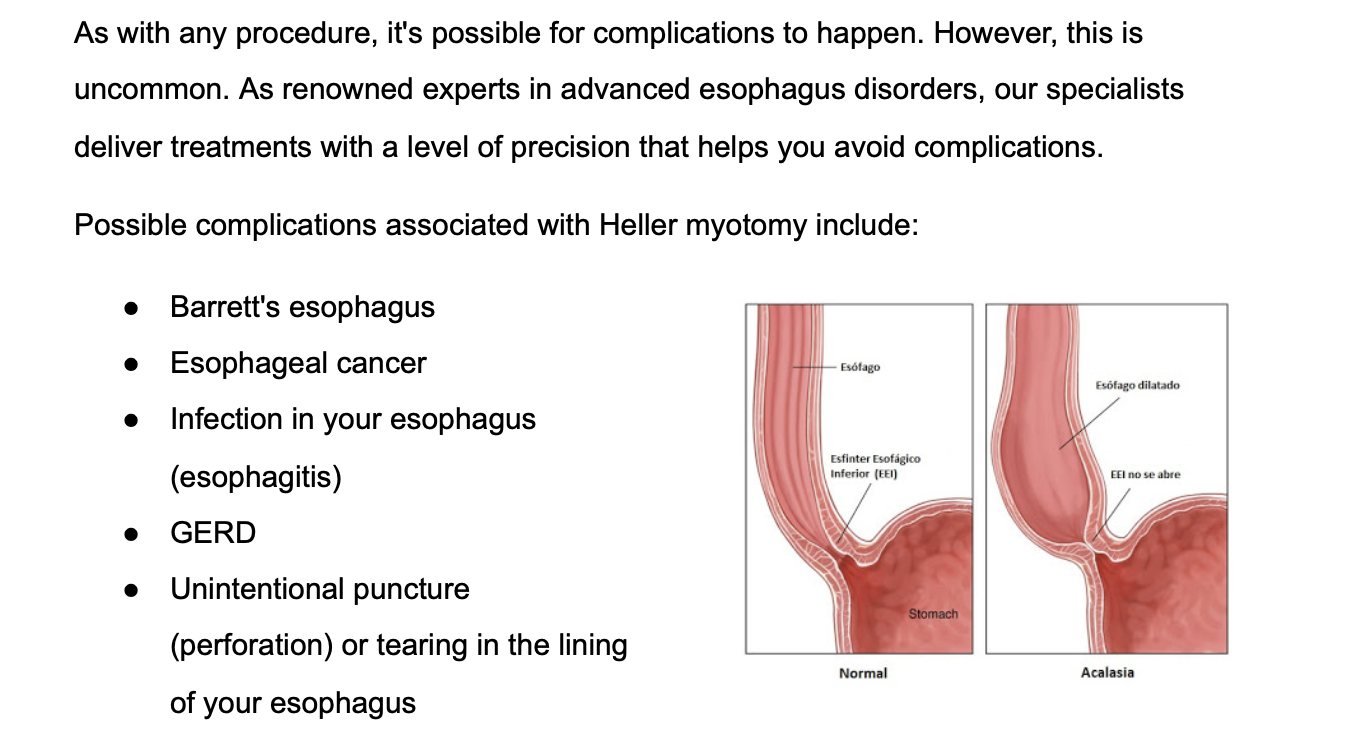 As with any procedure, it's possible for complications to happen. However, this is
uncommon. As renowned experts in advanced esophagus disorders, our specialists
deliver treatments with a level of precision that helps you avoid complications.
Possible complications associated with Heller myotomy include:
● Barrett's esophagus
● Esophageal cancer
● Infection in your esophagus
(esophagitis)
● GERD
● Unintentional puncture
(perforation) or tearing in the lining
of your esophagus
Esófago
Esfinter Esofágico
Inferior (EEI)
Stomach
Normal
Esófago dilatado
EEI no se abre
Acalasia